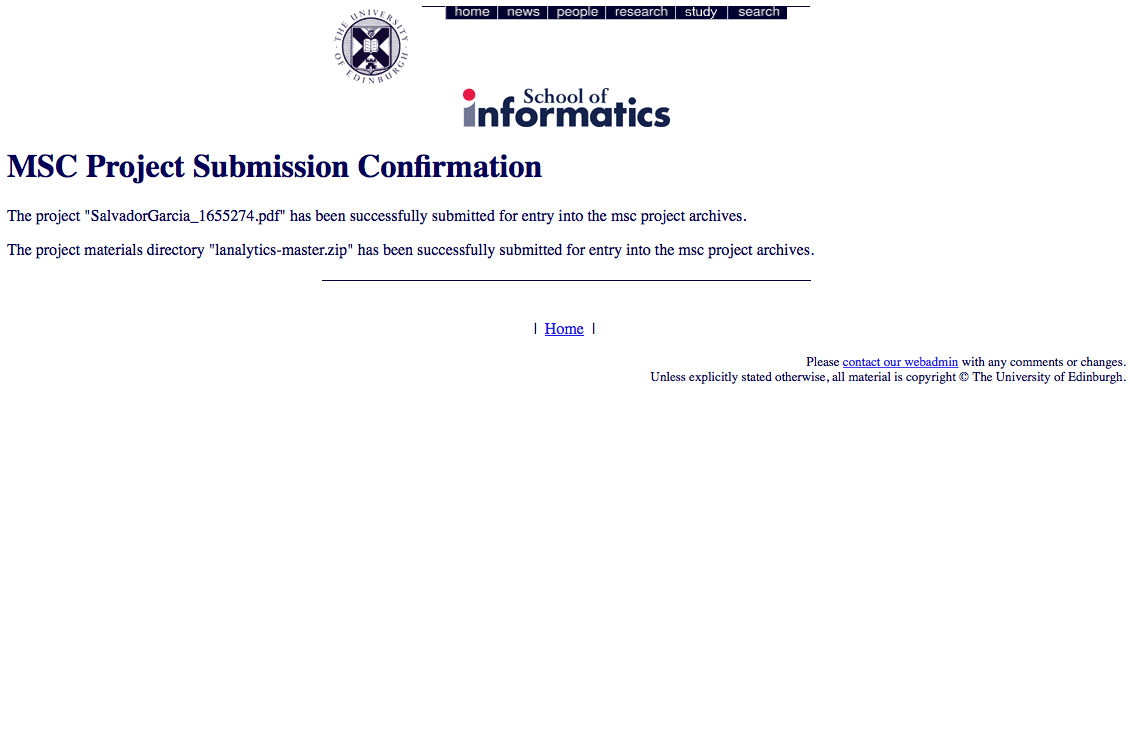 home news people research study search
THE UNIVERSITY OF EDINBURGH
School of
informatics
MSC Project Submission Confirmation
The project "SalvadorGarcia_1655274.pdf" has been successfully submitted for entry into the msc project archives.
The project materials directory "lanalytics-master.zip" has been successfully submitted for entry into the msc project archives.
| Home |
Please contact our webadmin with any comments or changes.
Unless explicitly stated otherwise, all material is copyright © The University of Edinburgh.